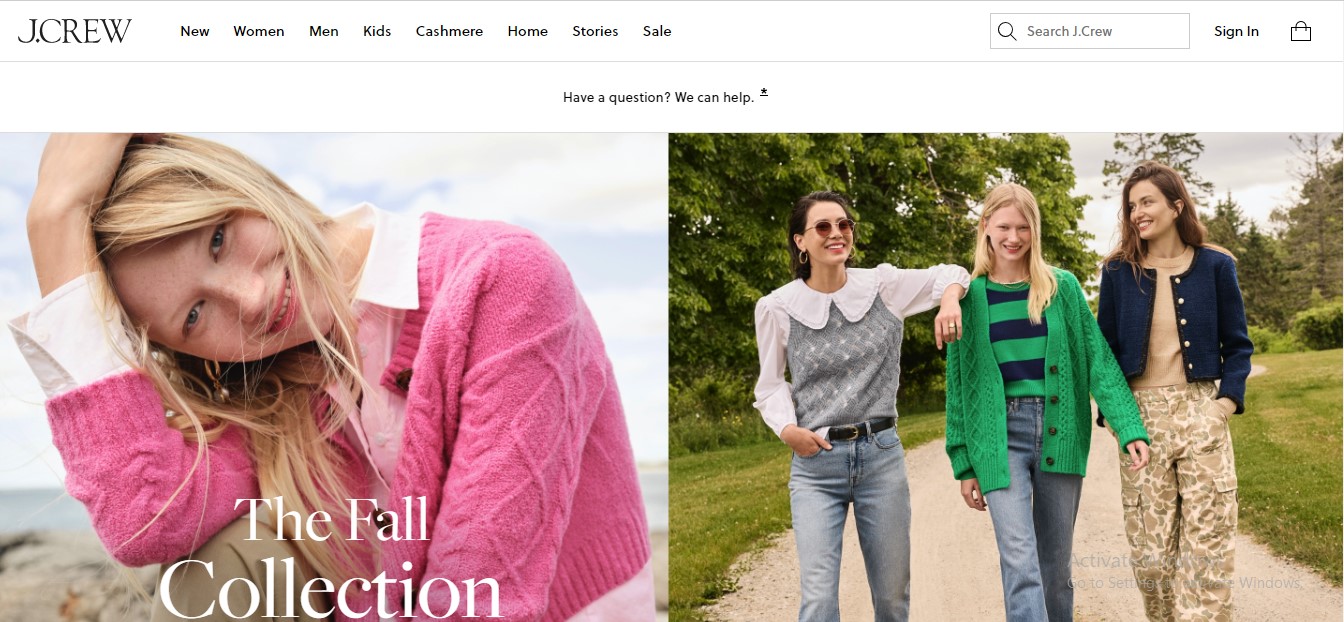 J.CREW
New Women Men Kids Cashmere Home Stories Sale
Search J.Crew
Sign In
Have a question? We can help. *
The Fall
Collection
Activate Windows
Go to Settings to activate Windows.